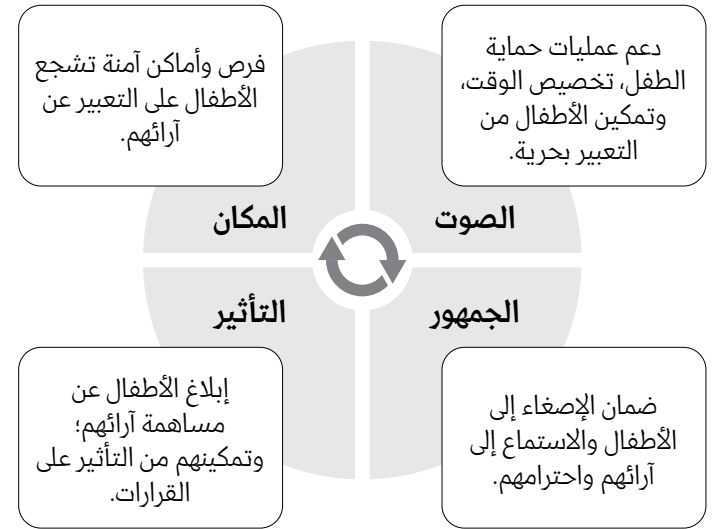 دعم عمليات حماية
الطفل، تخصيص الوقت،
وتمكين الأطفال من
التعبير بحرية.
الصوت
فرص وأماكن آمنة تشجع
الأطفال على التعبير عن
آرائهم.
المكان
الجمهور
ضمان الإصغاء إلى
الأطفال والاستماع إلى
آرائهم واحترامهم.
التأثير
إبلاغ الأطفال عن
مساهمة آرائهم؛
وتمكينهم من التأثير على
القرارات.